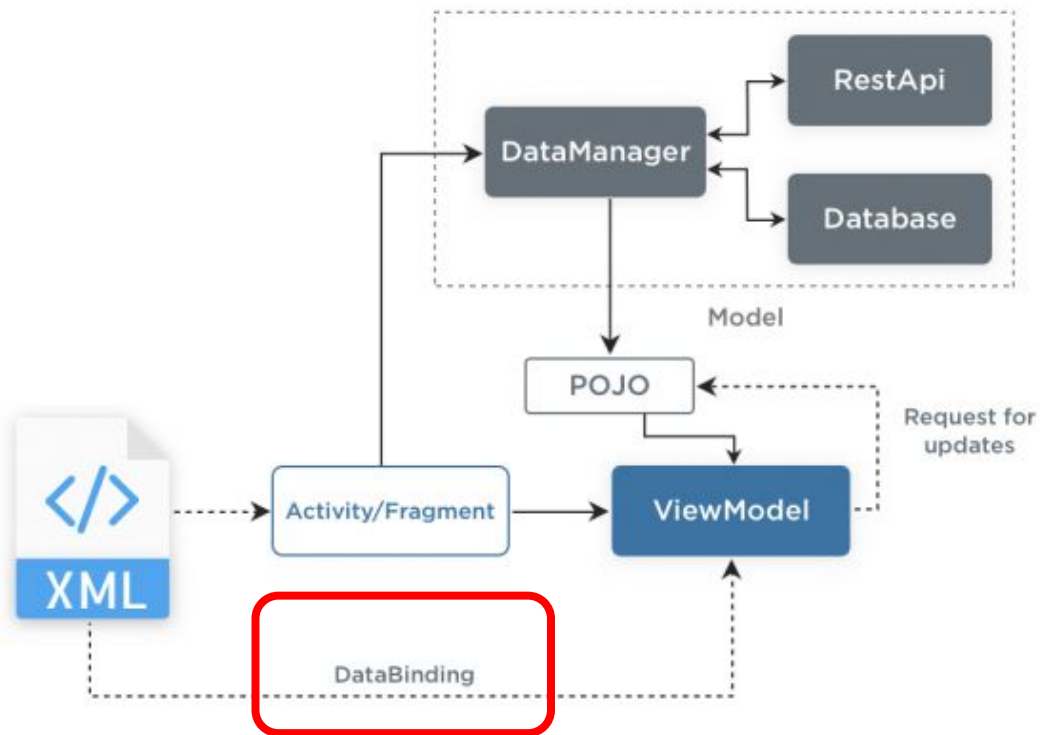 RestApi
DataManager
Database
Model
POJO
Request for
updates
</>
Activity/Fragment
ViewModel
XML
DataBinding